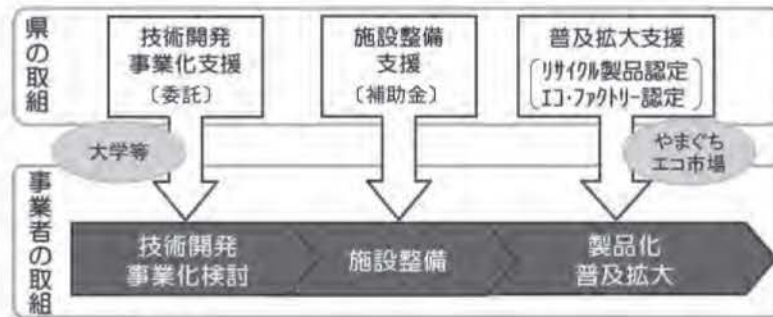 県の取組
技術開発
事業化支援
〔委託〕
施設整備
支援
〔補助金〕
普及拡大支援
リサイクル製品認定
エコ・ファクトリー認定
大学等
やまぐち
エコ市場
事業者の取組
技術開発
事業化検討
施設整備
製品化
普及拡大